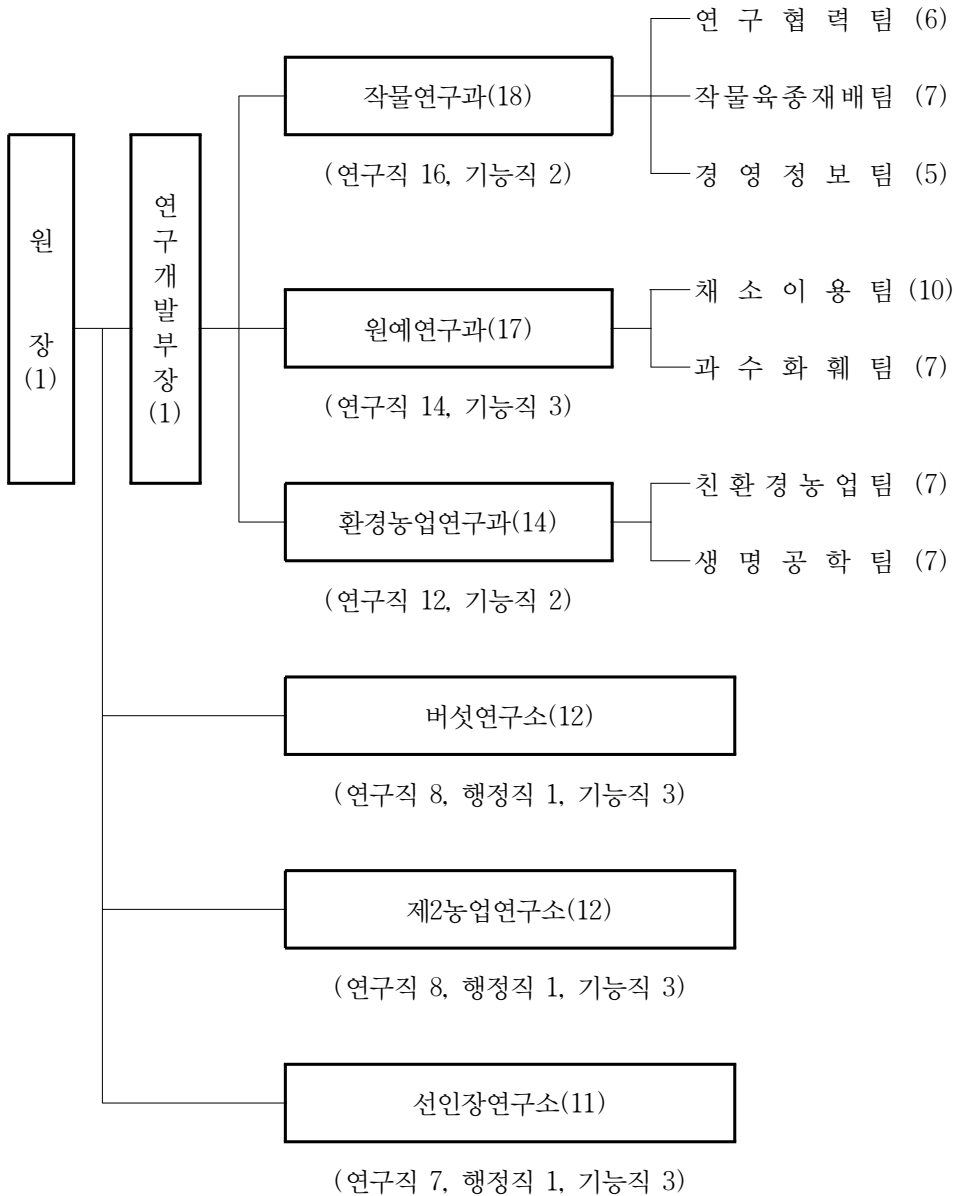 원장
(1)
연구개발부장
(1)
작물연구과(18)
(연구직 16, 기능직 2)
연구협력팀 (6)
작물육종재배팀 (7)
경영정보팀 (5)
원예연구과(17)
(연구직 14, 기능직 3)
채소이용팀 (10)
과수화훼팀 (7)
환경농업연구과(14)
(연구직 12, 기능직 2)
친환경농업팀 (7)
생명공학팀 (7)
버섯연구소(12)
(연구직 8, 행정직 1, 기능직 3)
제2농업연구소(12)
(연구직 8, 행정직 1, 기능직 3)
선인장연구소(11)
(연구직 7, 행정직 1, 기능직 3)